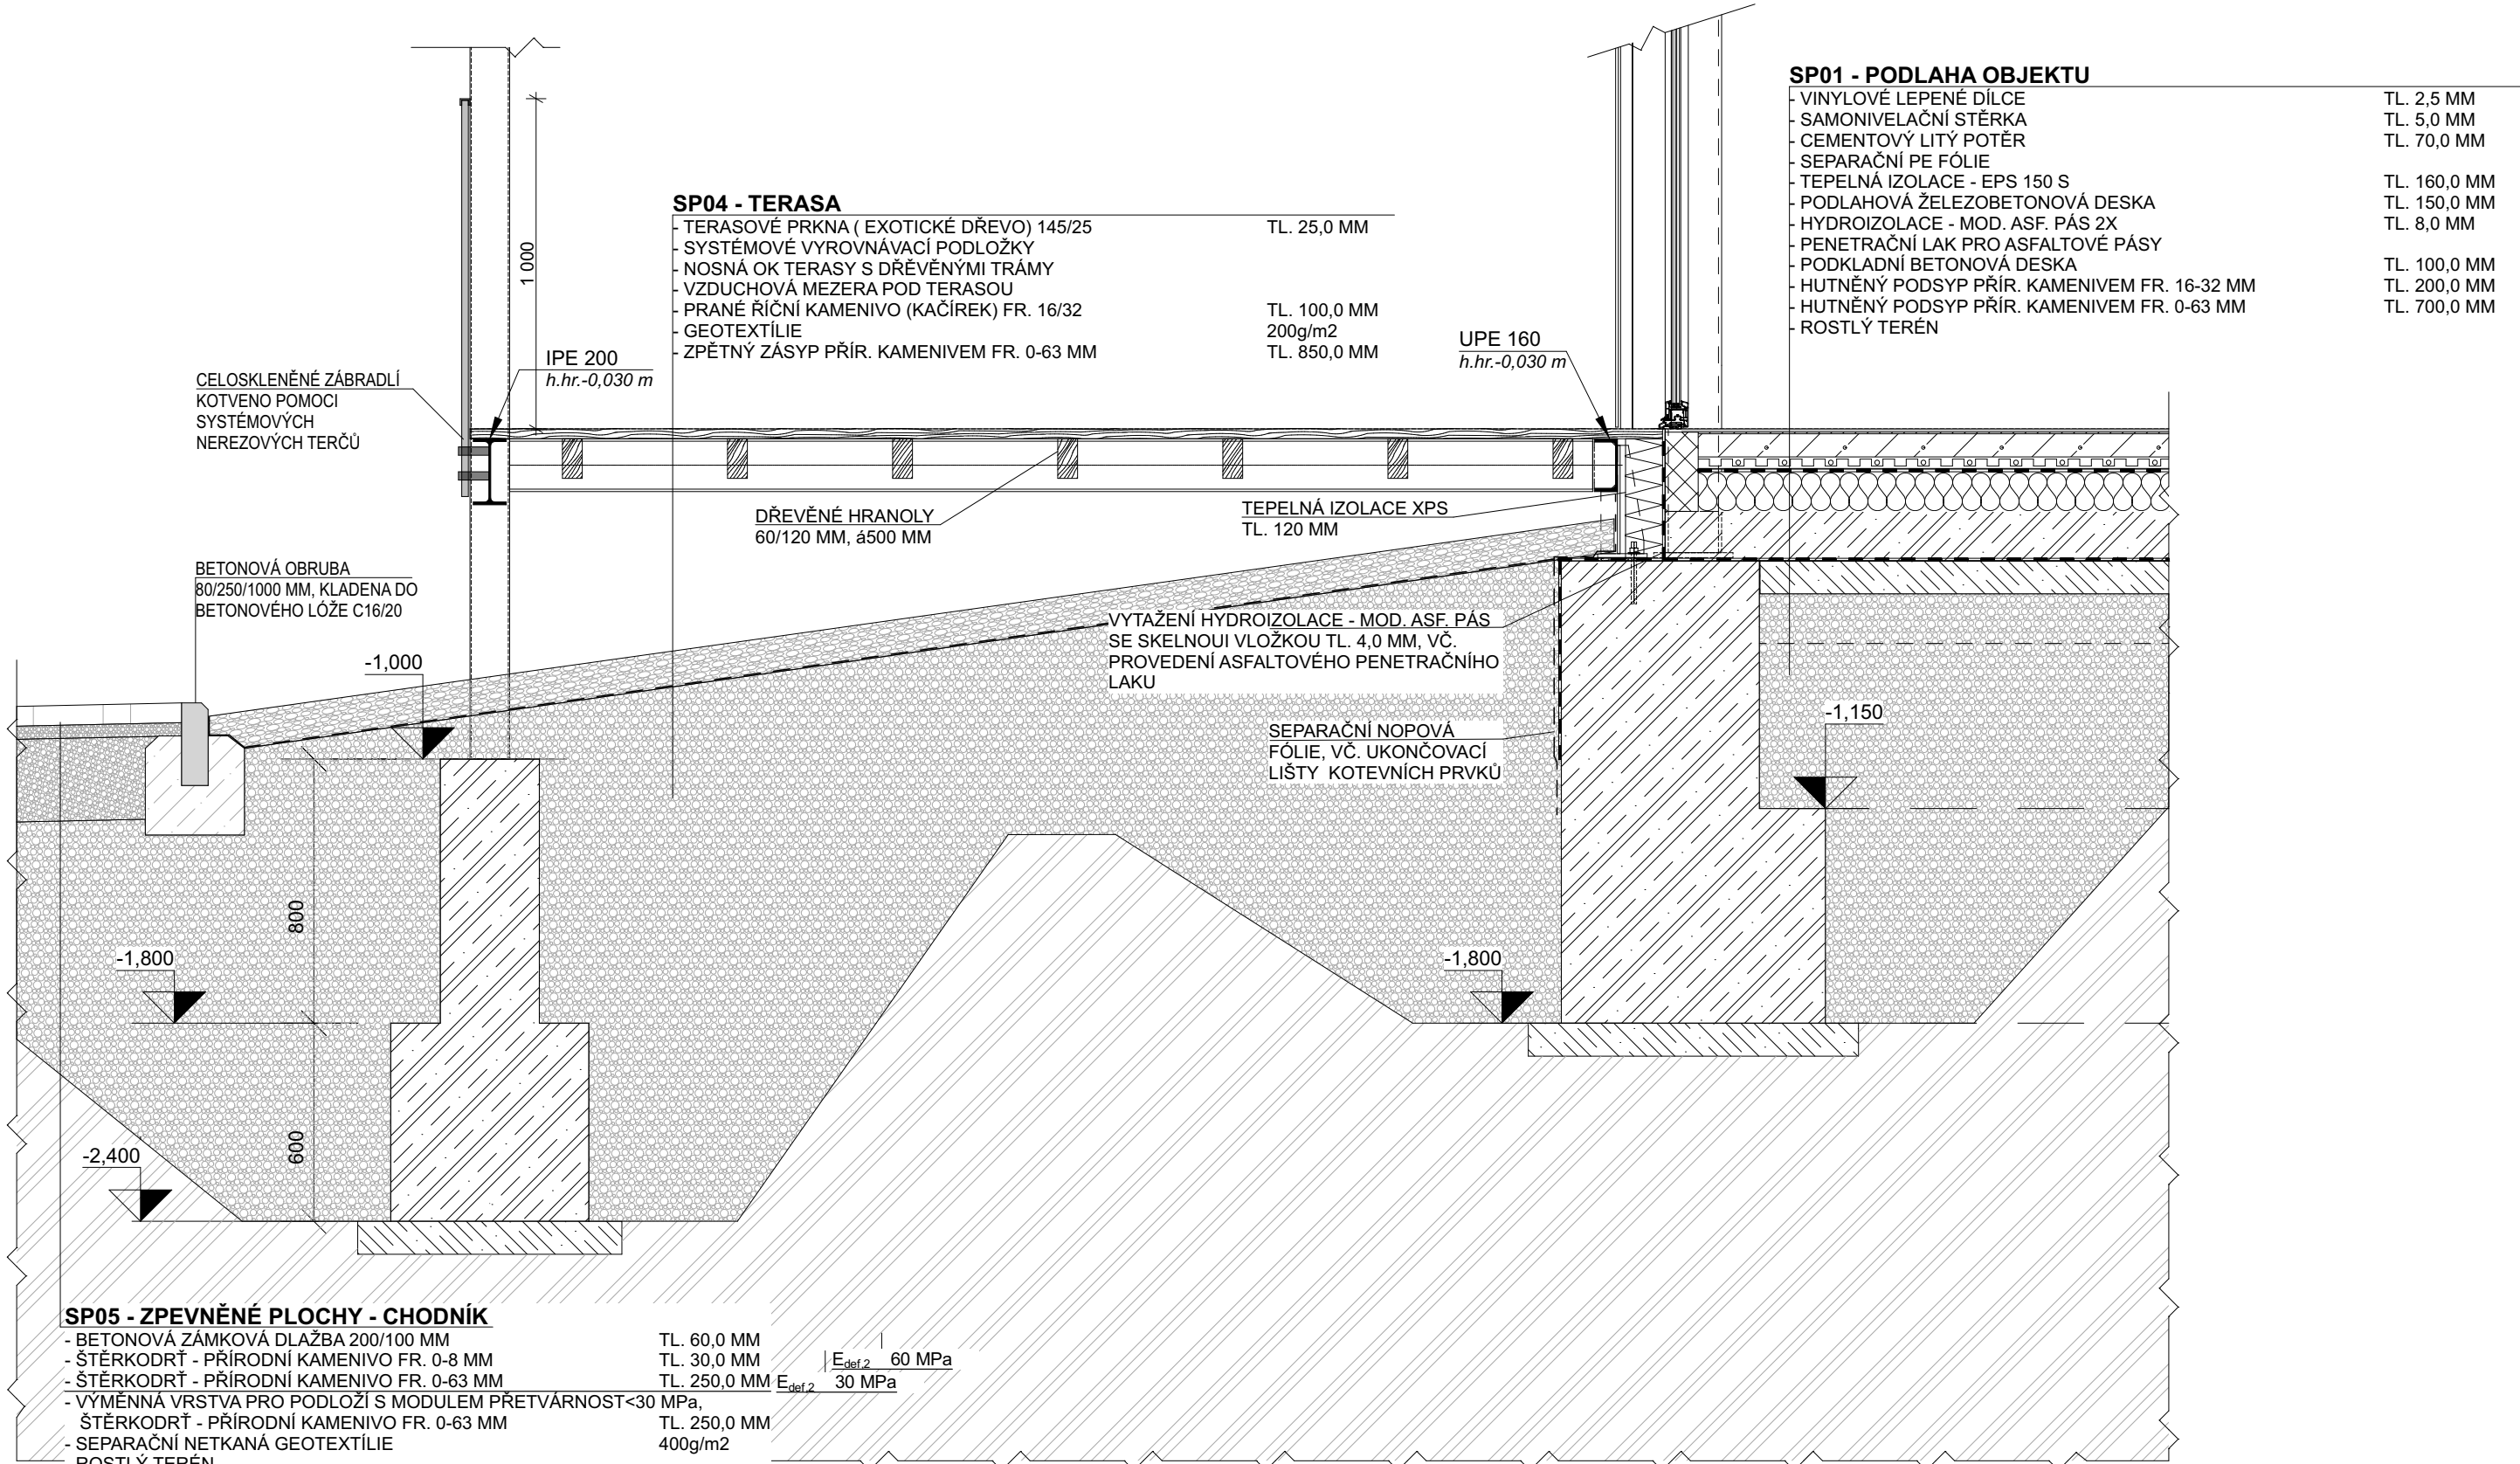 SP01 - PODLAHA OBJEKTU
- VINYLOVÉ LEPENÉ DÍLCE TL. 2,5 MM
- SAMONIVELAČNÍ STĚRKA TL. 5,0 MM
- CEMENTOVÝ LITÝ POTĚR TL. 70,0 MM
- SEPARAČNÍ PE FÓLIE
- TEPELNÁ IZOLACE - EPS 150 S TL. 160,0 MM
- PODLAHOVÁ ŽELEZOBETONOVÁ DESKA TL. 150,0 MM
- HYDROIZOLACE - MOD. ASF. PÁS 2X TL. 8,0 MM
- PENETRAČNÍ LAK PRO ASFALTOVÉ PÁSY
- PODKLADNÍ BETONOVÁ DESKA TL. 100,0 MM
- HUTNĚNÝ PODSYP PŘÍR. KAMENIVEM FR. 16-32 MM TL. 200,0 MM
- HUTNĚNÝ PODSYP PŘÍR. KAMENIVEM FR. 0-63 MM TL. 700,0 MM
- ROSTLÝ TERÉN
SP04 - TERASA
- TERASOVÉ PRKNA ( EXOTICKÉ DŘEVO) 145/25 TL. 25,0 MM
- SYSTÉMOVÉ VYROVNÁVACÍ PODLOŽKY
- NOSNÁ OK TERASY S DŘĚVĚNÝMI TRÁMY
- VZDUCHOVÁ MEZERA POD TERASOU
- PRANÉ ŘÍČNÍ KAMENIVO (KAČÍREK) FR. 16/32 TL. 100,0 MM
- GEOTEXTÍLIE 200g/m2
- ZPĚTNÝ ZÁSYP PŘÍR. KAMENIVEM FR. 0-63 MM TL. 850,0 MM
1 000
IPE 200
h.hr.-0,030 m
UPE 160
h.hr.-0,030 m
CELOSKLENĚNÉ ZÁBRADLÍ
KOTVENO POMOCI
SYSTÉMOVÝCH
NEREZOVÝCH TERČŮ
DŘEVĚNÉ HRANOLY
60/120 MM, á500 MM
TEPELNÁ IZOLACE XPS
TL. 120 MM
BETONOVÁ OBRUBA
80/250/1000 MM, KLADENA DO
BETONOVÉHO LÓŽE C16/20
VYTAŽENÍ HYDROIZOLACE - MOD. ASF. PÁS
SE SKELNOUI VLOŽKOU TL. 4,0 MM, VČ.
PROVEDENÍ ASFALTOVÉHO PENETRAČNÍHO
LAKU
-1,000
-1,150
SEPARAČNÍ NOPOVÁ
FÓLIE, VČ. UKONČOVACÍ
LIŠTY KOTEVNÍCH PRVKŮ
800
-1,800
-1,800
600
-2,400
SP05 - ZPEVNĚNÉ PLOCHY - CHODNÍK
- BETONOVÁ ZÁMKOVÁ DLAŽBA 200/100 MM TL. 60,0 MM
- ŠTĚRKODRŤ - PŘÍRODNÍ KAMENIVO FR. 0-8 MM TL. 30,0 MM Edef,2 60 MPa
- ŠTĚRKODRŤ - PŘÍRODNÍ KAMENIVO FR. 0-63 MM TL. 250,0 MM Edef,2 30 MPa
- VÝMĚNNÁ VRSTVA PRO PODLOŽÍ S MODULEM PŘETVÁRNOST<30 MPa,
ŠTĚRKODRŤ - PŘÍRODNÍ KAMENIVO FR. 0-63 MM TL. 250,0 MM
- SEPARAČNÍ NETKANÁ GEOTEXTÍLIE 400g/m2
- ROSTLÝ TERÉN